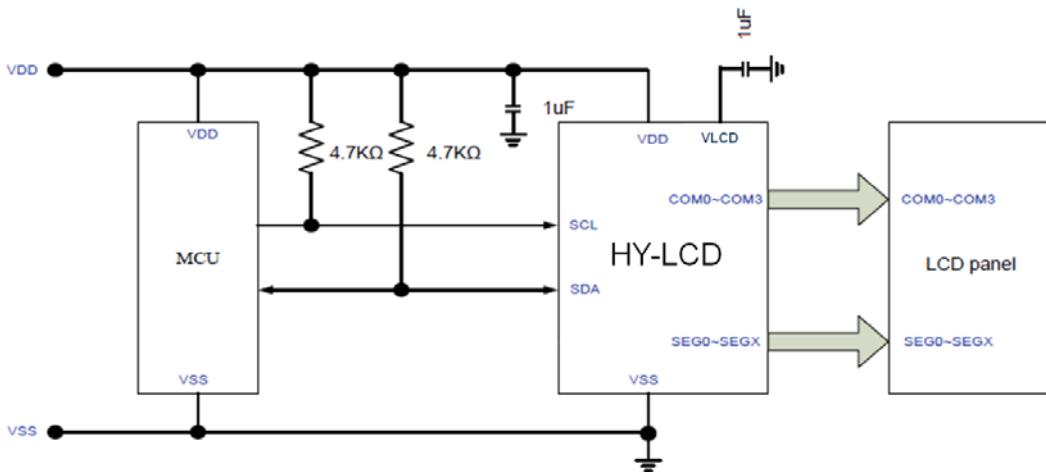 1uF
VDD
1uF
VDD
VDD
VLCD
4.7KΩ
4.7KΩ
COM0~COM3
COM0~COM3
SCL
MCU
HY-LCD
LCD panel
SDA
SEG0~SEGX
SEG0~SEGX
VSS
VSS
VSS